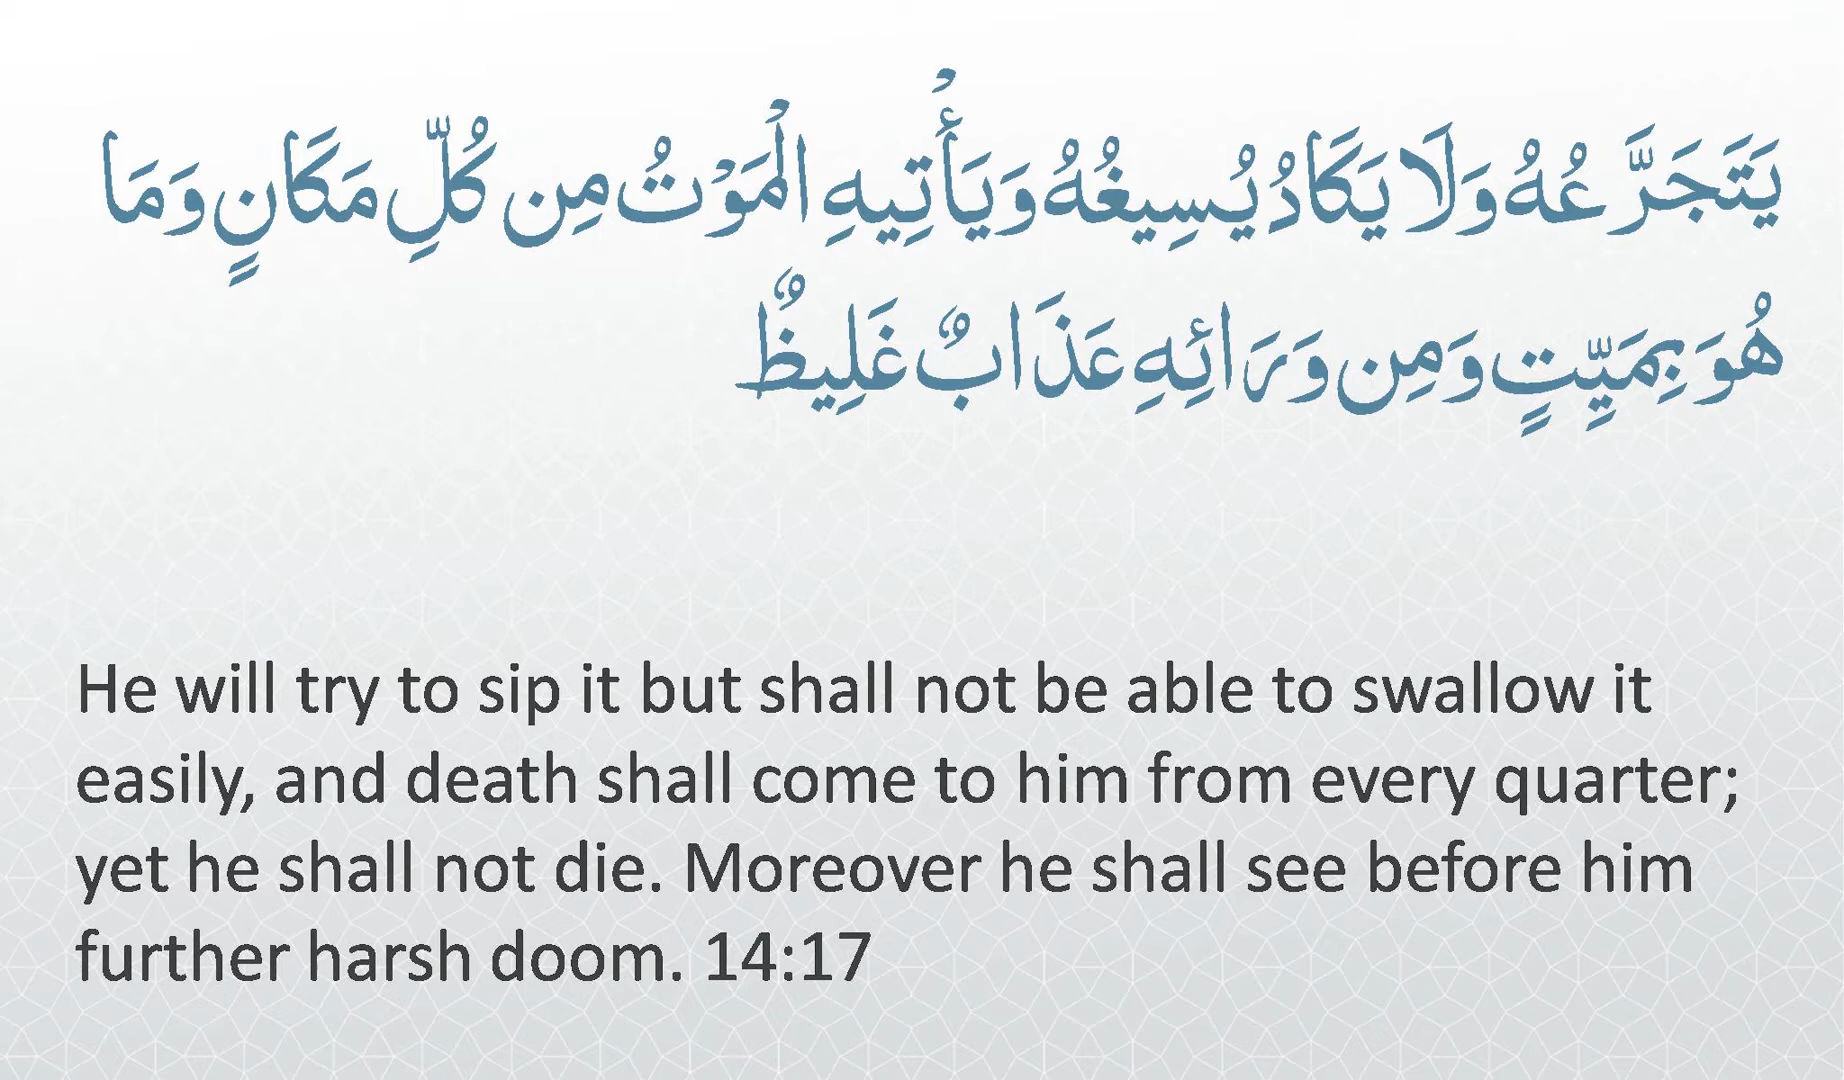 يَتَجَرَّعُهُ وَلَا يَكَادُ يُسِيغُهُ وَيَأْتِيهِ الْمَوْتُ مِن كُلِّ مَكَانٍ وَمَا
هُوَ بِمَيِّتٍ وَمِن وَرَائِهِ عَذَابٌ غَلِيظٌ
He will try to sip it but shall not be able to swallow it
easily, and death shall come to him from every quarter;
yet he shall not die. Moreover he shall see before him
further harsh doom. 14:17